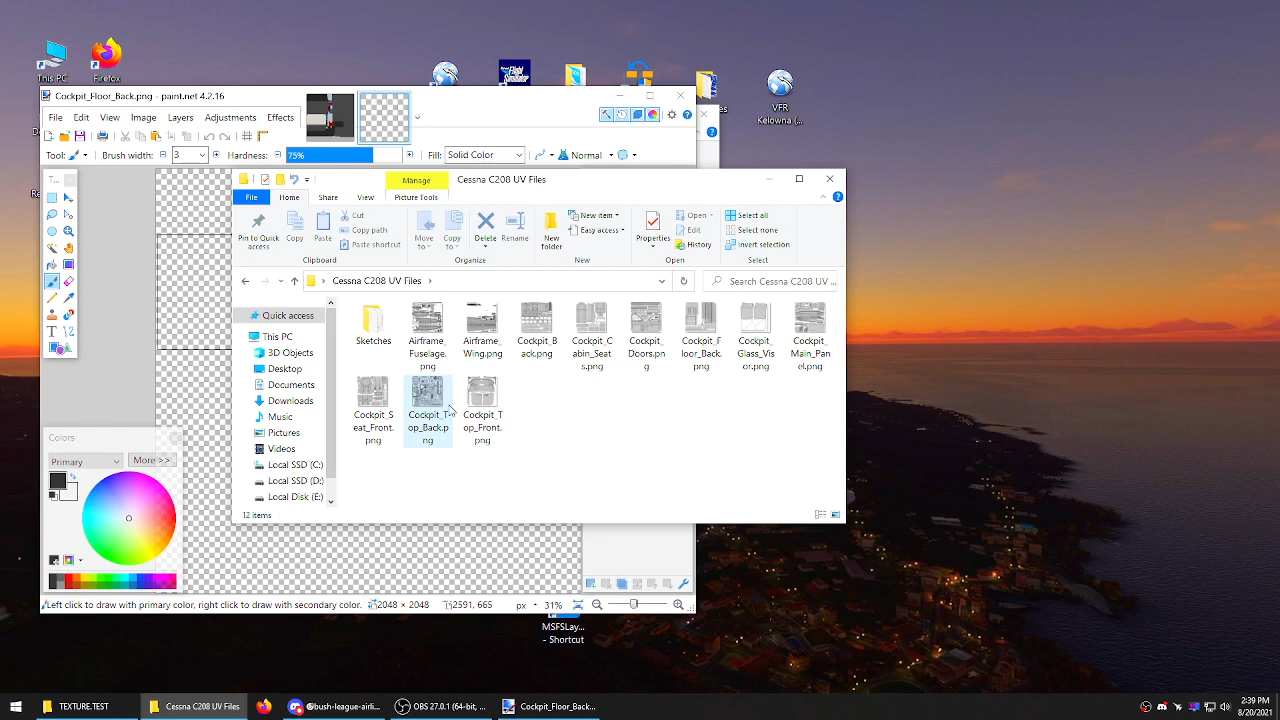 This PC
Firefox
VFR
Kelowna (...
Cockpit_Floor_Back.png - paint.net 4.2.16
File Edit View Image Layers Adjustments Effects
Tool: Brush width: 3 Hardness: 75% Fill: Solid Color Normal
T...
Manage
Cessna C208 UV Files
File Home Share View Picture Tools
Pin to Quick access
Copy
Paste
Cut
Copy path
Paste shortcut
Clipboard
Move to
Copy to
Delete
Rename
Organize
New folder
New item
Easy access
New
Properties
Open
Edit
History
Open
Select all
Select none
Invert selection
Select
Cessna C208 UV Files
Search Cessna C208 UV ...
Quick access
This PC
3D Objects
Desktop
Documents
Downloads
Music
Pictures
Videos
Local SSD (C:)
Local SSD (D:)
Local Disk (E:)
Sketches
Airframe_Fuselage.png
Airframe_Wing.png
Cockpit_Back.png
Cockpit_Cabin_Seats.png
Cockpit_Doors.png
Cockpit_Floor_Back.png
Cockpit_Glass_Visor.png
Cockpit_Main_Panel.png
Cockpit_Seat_Front.png
Cockpit_Top_Back.png
Cockpit_Top_Front.png
12 items
Colors
Primary
More >>
Left click to draw with primary color, right click to draw with secondary color. 2048 × 2048 2591, 665 px 31%
MSFSLay...
- Shortcut
TEXTURE TEST
Cessna C208 UV Files
OBS 27.0.1 (64-bit, ...
Cockpit_Floor_Back...
2:39 PM
8/20/2021